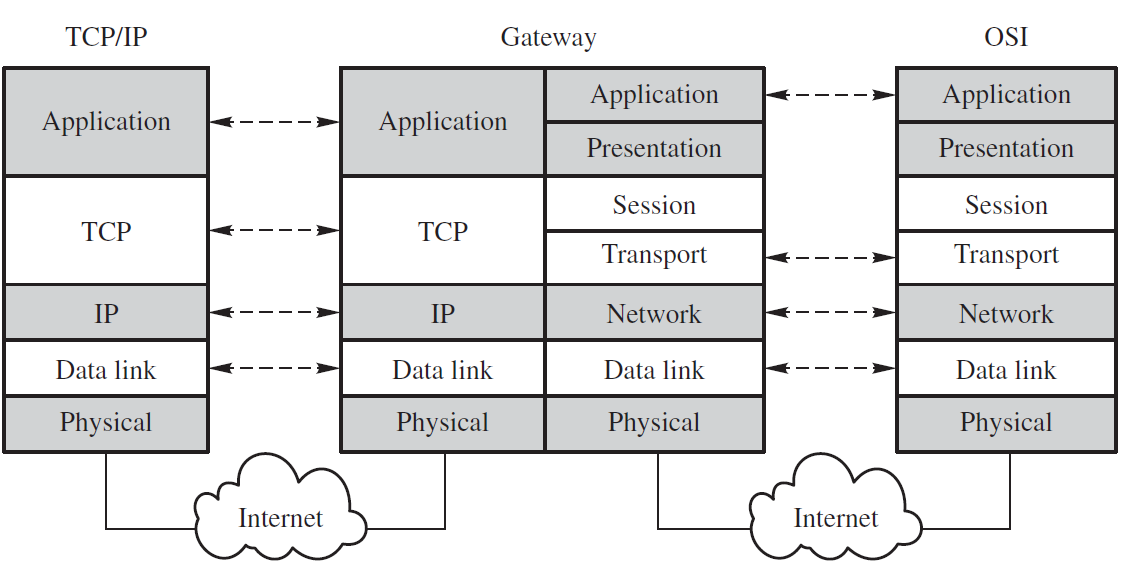 TCP/IP
Gateway
OSI
Application
Application
Application
Presentation
Application
Presentation
TCP
TCP
Session
Transport
Session
Transport
IP
IP
Network
Network
Data link
Data link
Data link
Data link
Physical
Physical
Physical
Physical
Internet
Internet